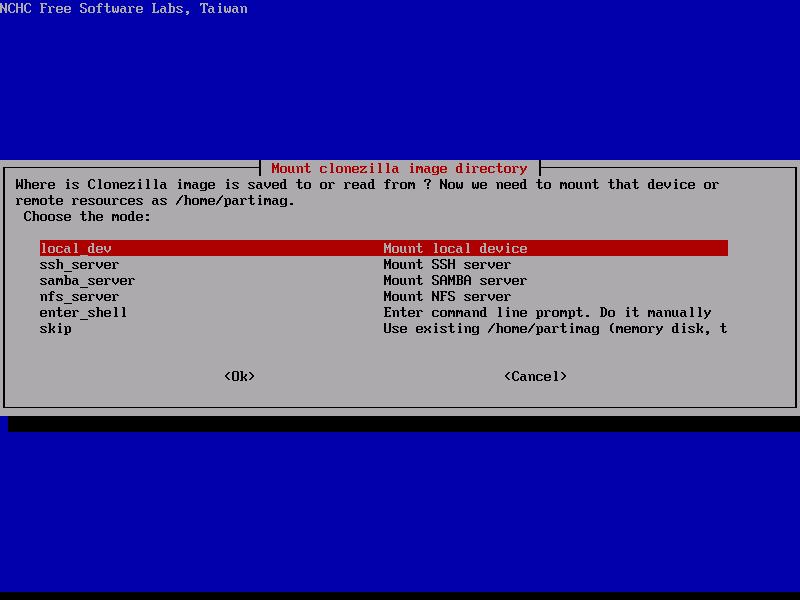 NCHC Free Software Labs, Taiwan
Mount clonezilla image directory
Where is Clonezilla image is saved to or read from ? Now we need to mount that device or
remote resources as /home/partimag.
Choose the mode:
local_dev Mount local device
ssh_server Mount SSH server
samba_server Mount SAMBA server
nfs_server Mount NFS server
enter_shell Enter command line prompt. Do it manually
skip Use existing /home/partimag (memory disk, t
<Ok> <Cancel>